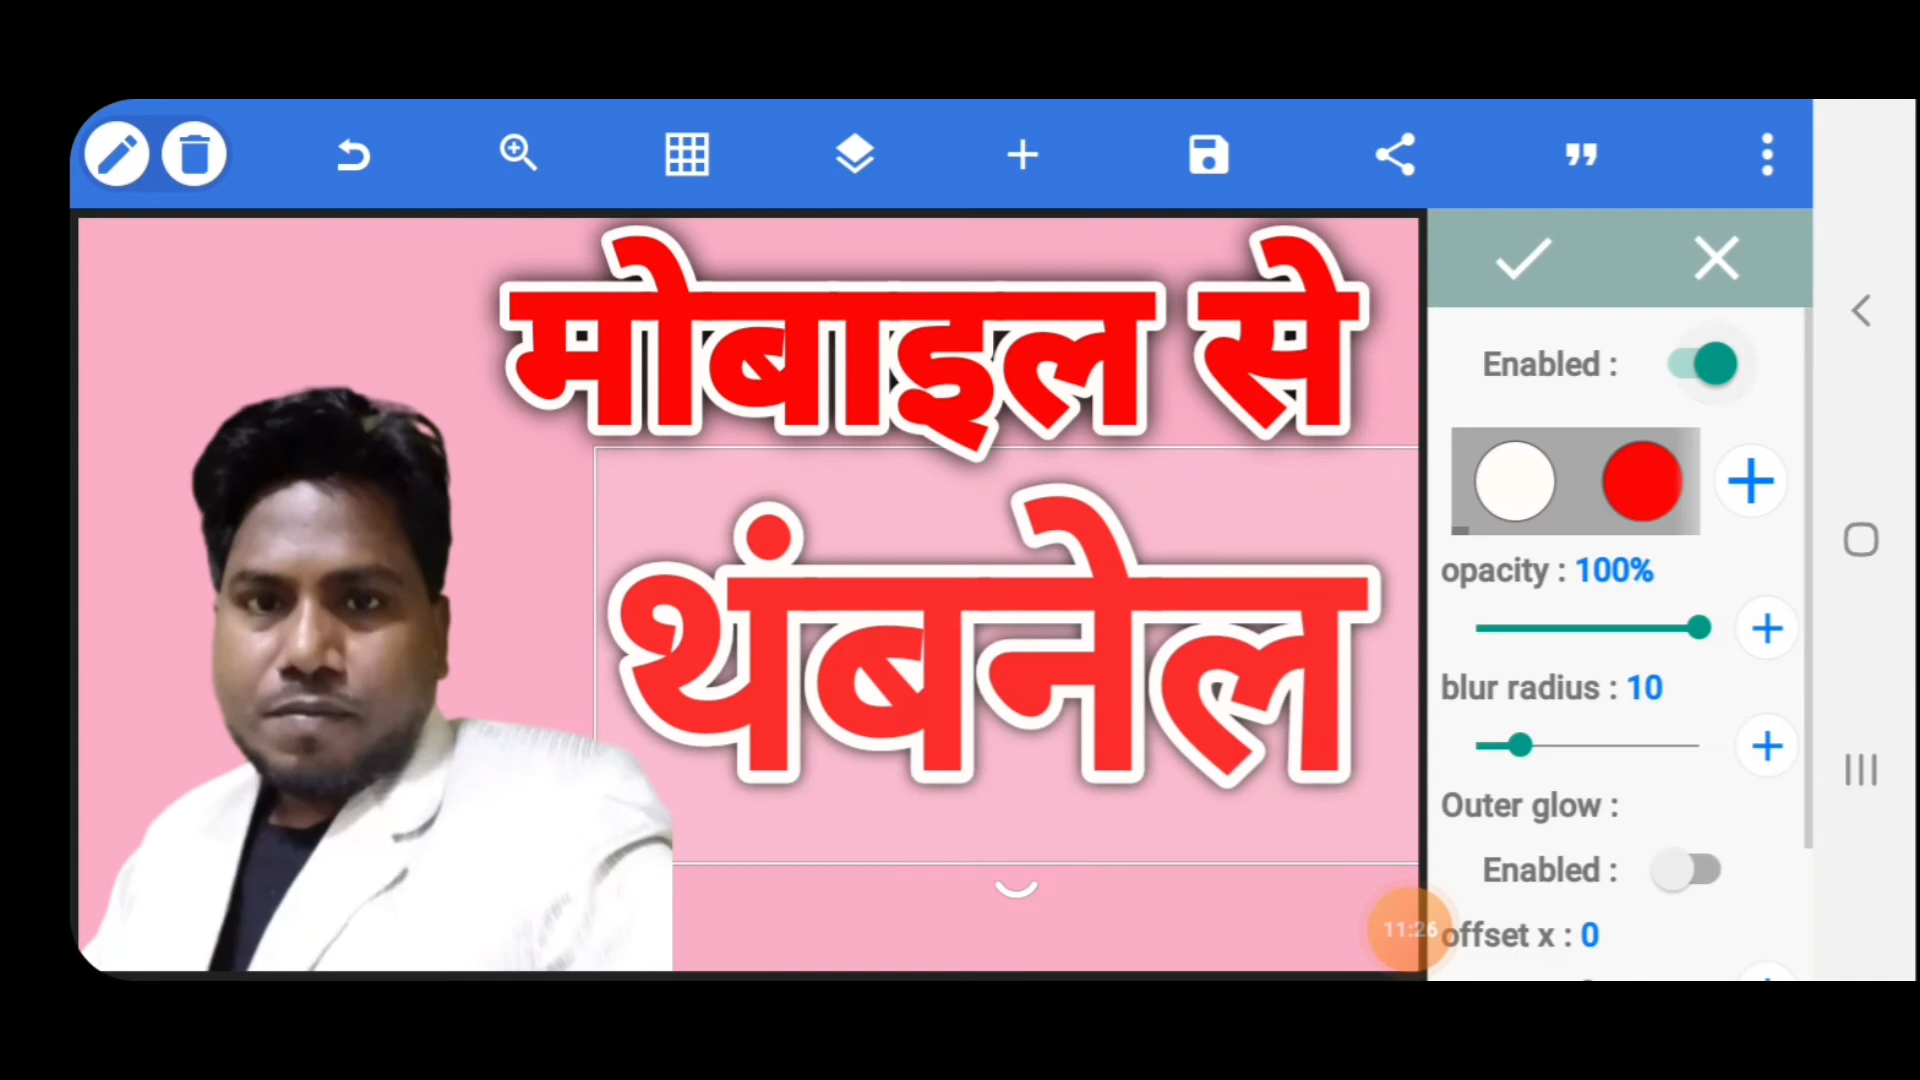 मोबाइल से
थंबनेल
Enabled :
opacity : 100%
blur radius : 10
Outer glow :
Enabled :
11:26
offset x : 0